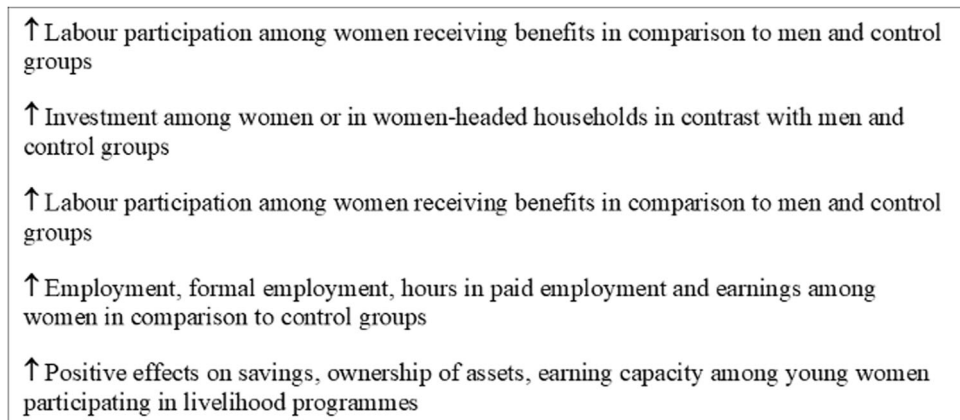 ↑ Labour participation among women receiving benefits in comparison to men and control
groups
↑ Investment among women or in women-headed households in contrast with men and
control groups
↑ Labour participation among women receiving benefits in comparison to men and control
groups
↑ Employment, formal employment, hours in paid employment and earnings among
women in comparison to control groups
↑ Positive effects on savings, ownership of assets, earning capacity among young women
participating in livelihood programmes